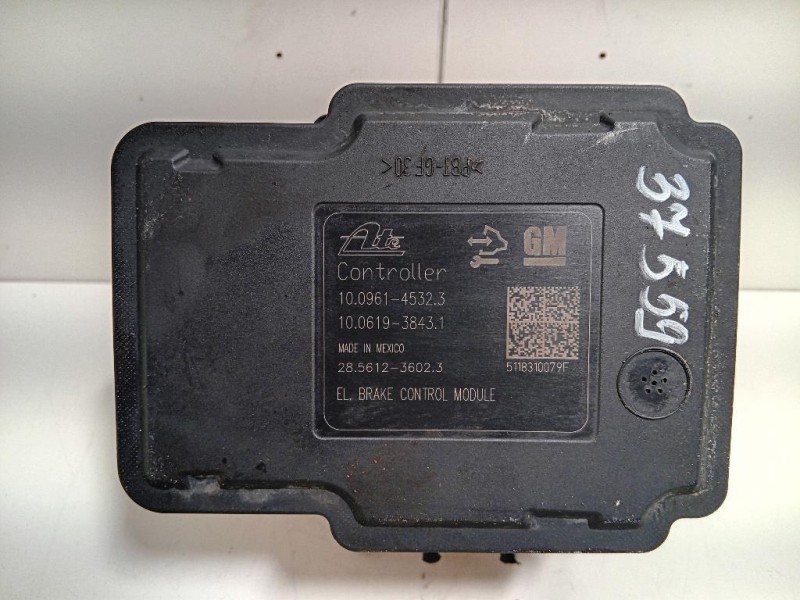 >PBT-GF30<
Ate
GM
Controller
10.0961-4532.3
10.0619-3843.1
MADE IN MEXICO
28.5612-3602.3
5118310079F
EL. BRAKE CONTROL MODULE
37559